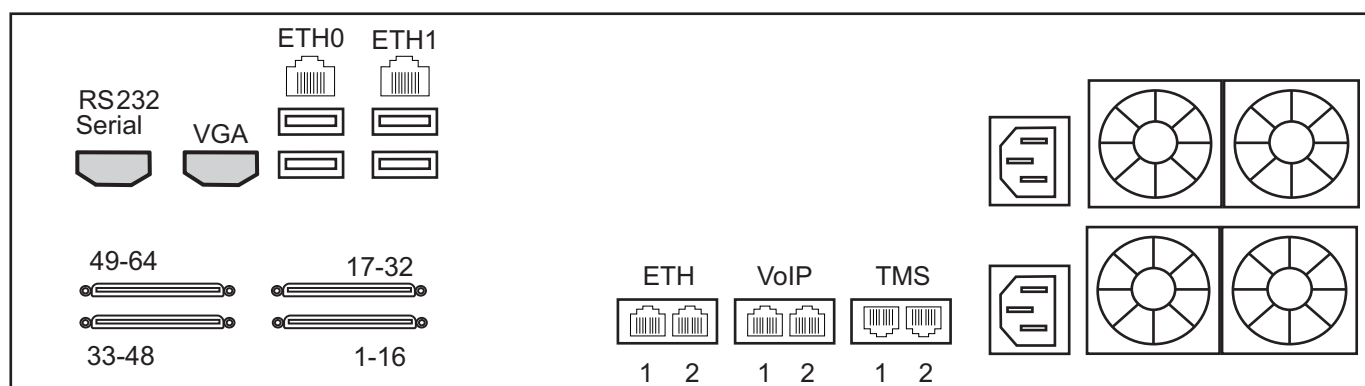 ETH0 ETH1
RS232
Serial
VGA
49-64 17-32
33-48 1-16
ETH VoIP TMS
1 2 1 2 1 2